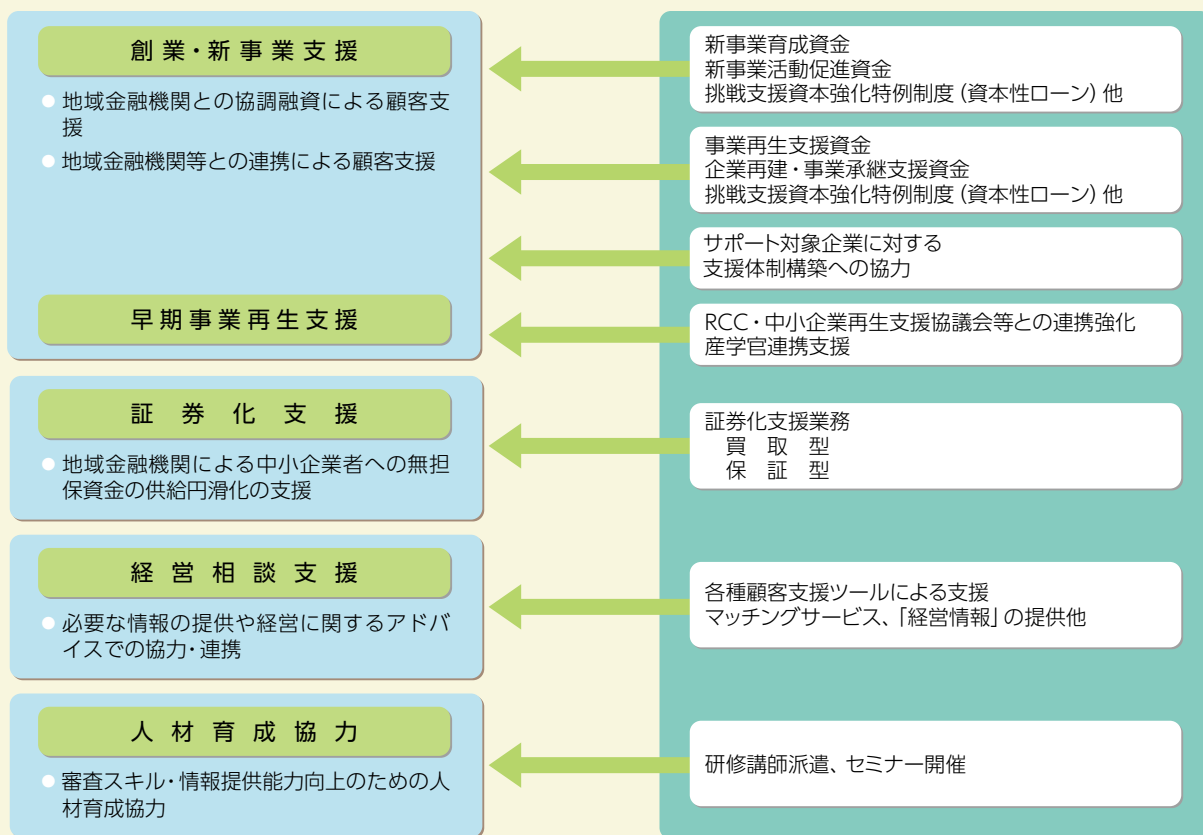 創業・新事業支援
地域金融機関との協調融資による顧客支
援
地域金融機関等との連携による顧客支援
早期事業再生支援
新事業育成資金
新事業活動促進資金
挑戦支援資本強化特例制度(資本性ローン)他
事業再生支援資金
企業再建・事業承継支援資金
挑戦支援資本強化特例制度(資本性ローン)他
サポート対象企業に対する
支援体制構築への協力
RCC・中小企業再生支援協議会等との連携強化
産学官連携支援
証券化支援
地域金融機関による中小企業者への無担
保資金の供給円滑化の支援
証券化支援業務
買取型
保証型
経営相談支援
必要な情報の提供や経営に関するアドバ
イスでの協力・連携
各種顧客支援ツールによる支援
マッチングサービス、「経営情報」の提供他
人材育成協力
審査スキル・情報提供能力向上のための人
材育成協力
研修講師派遣、セミナー開催